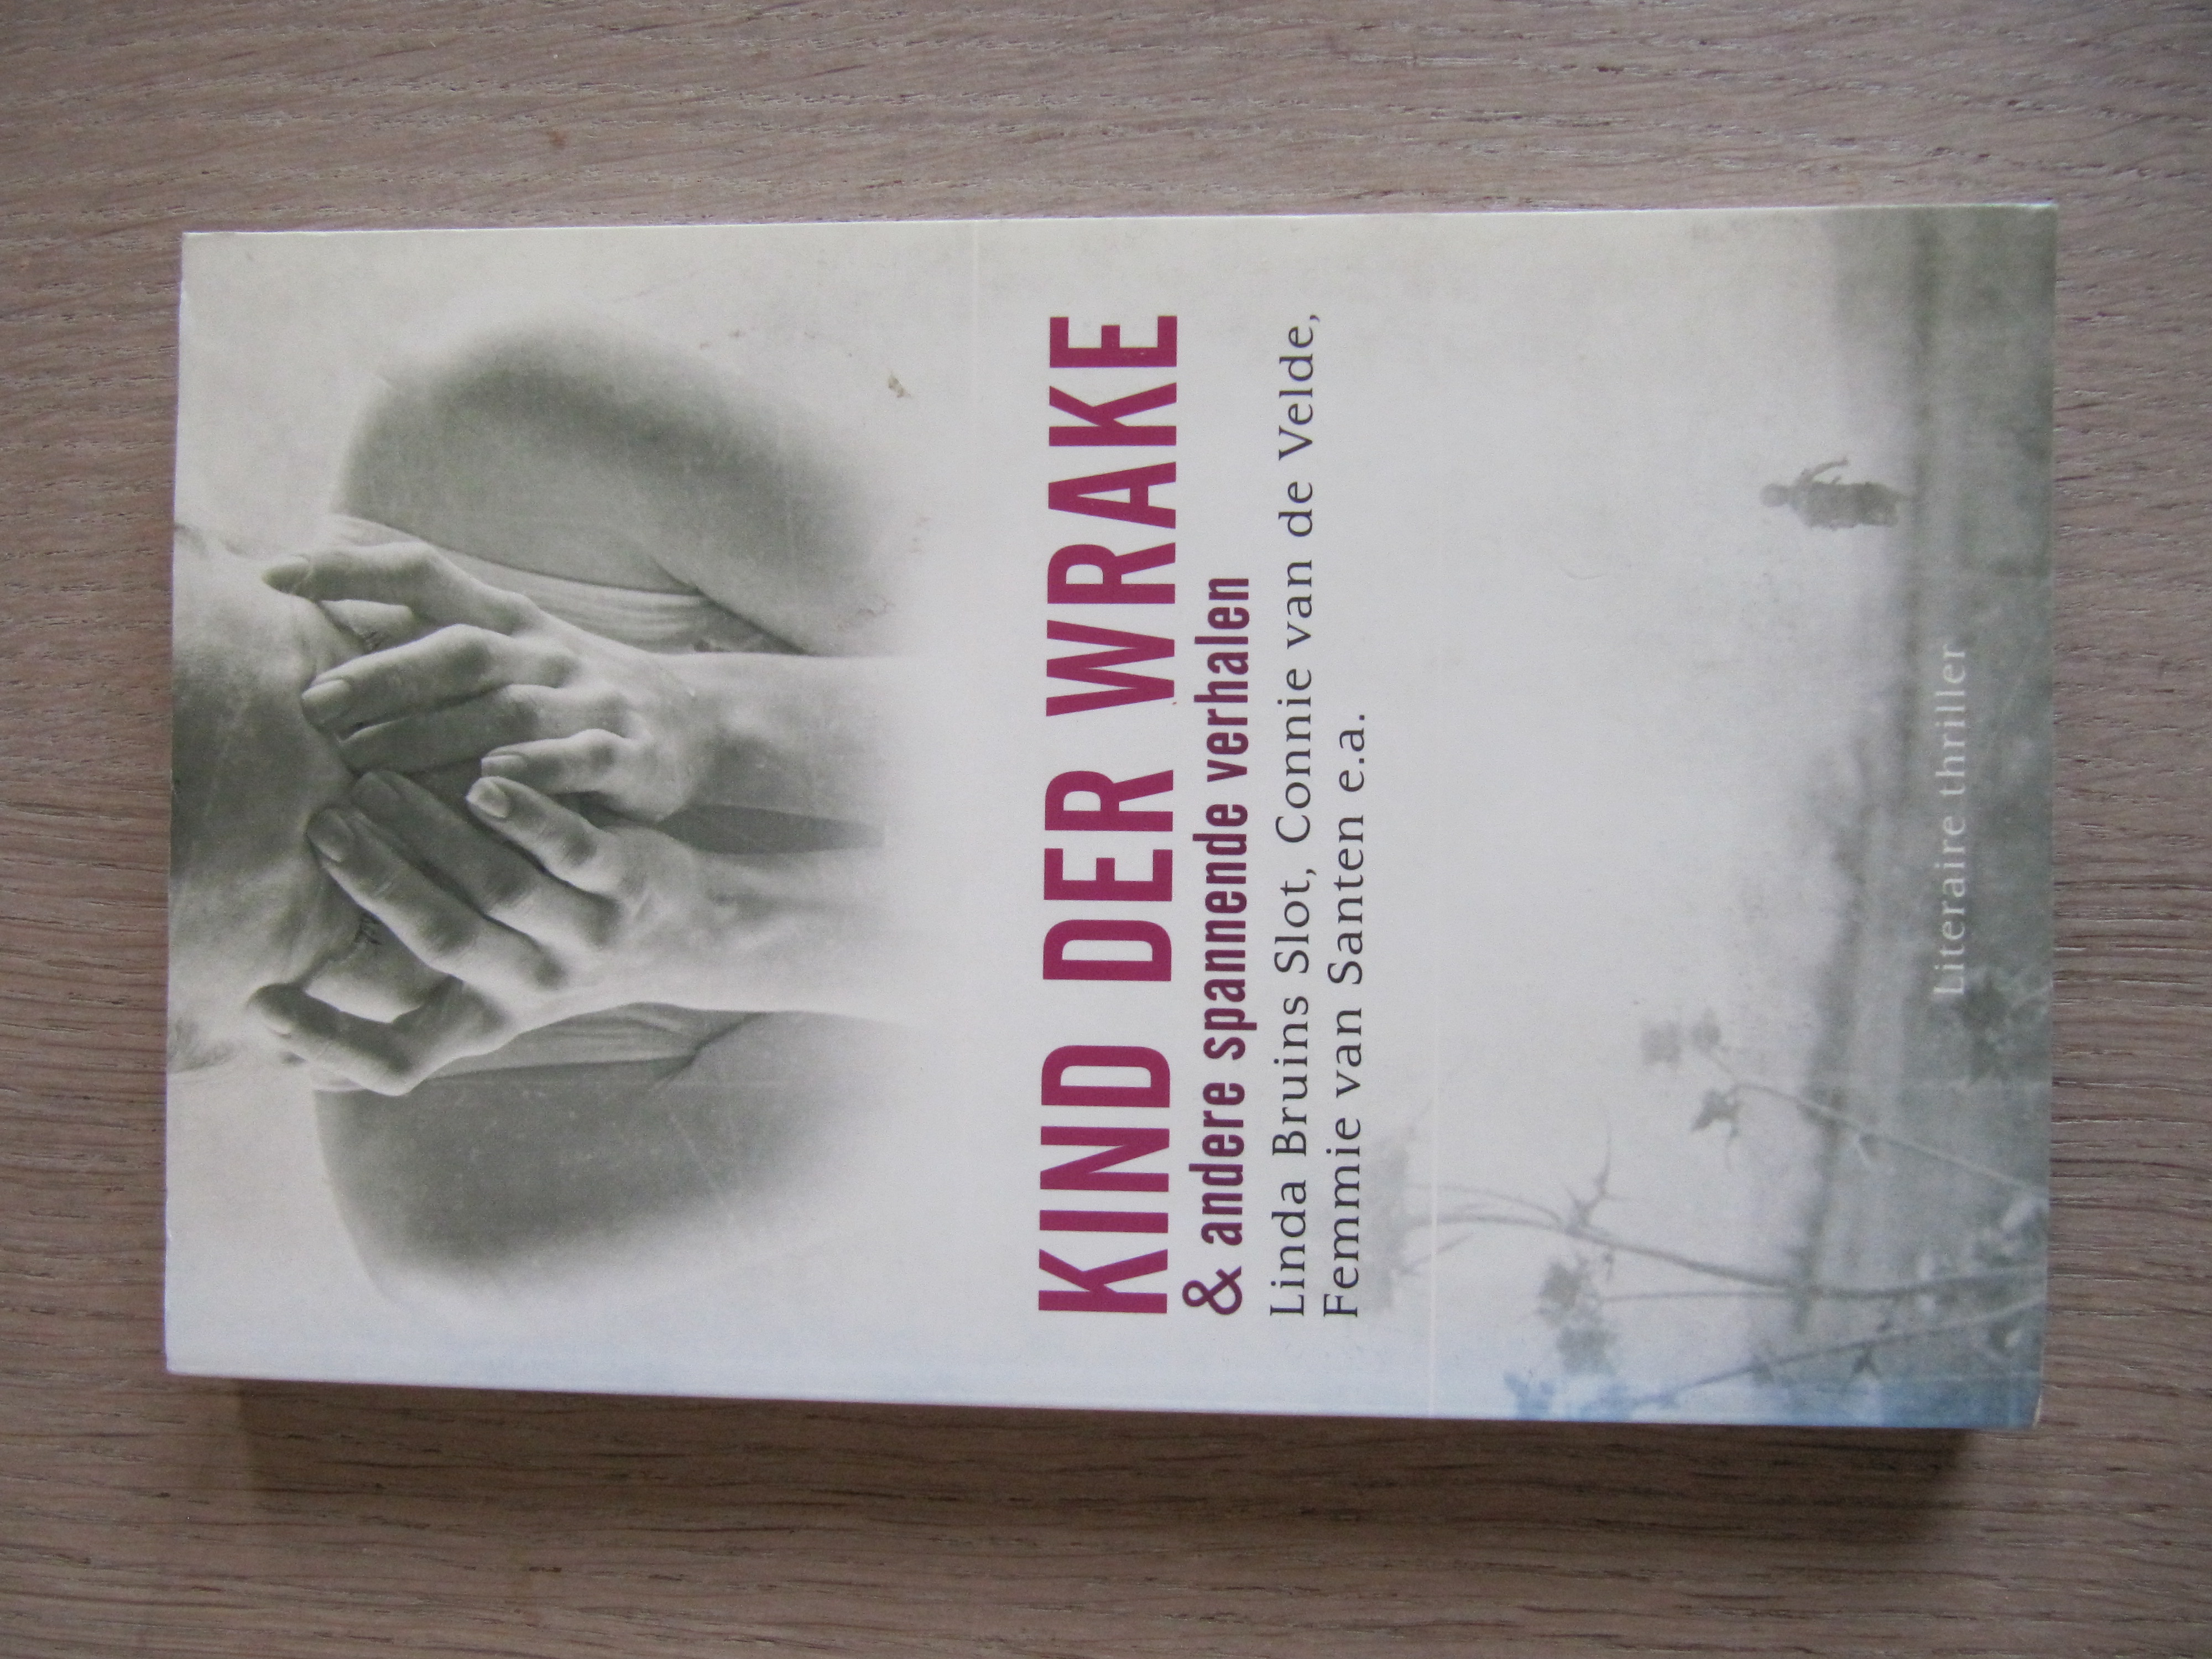 KIND DER WRAKE
& andere spannende verhalen
Linda Bruins Slot, Connie van de Velde,
Femmie van Santen e.a.
Literaire thriller